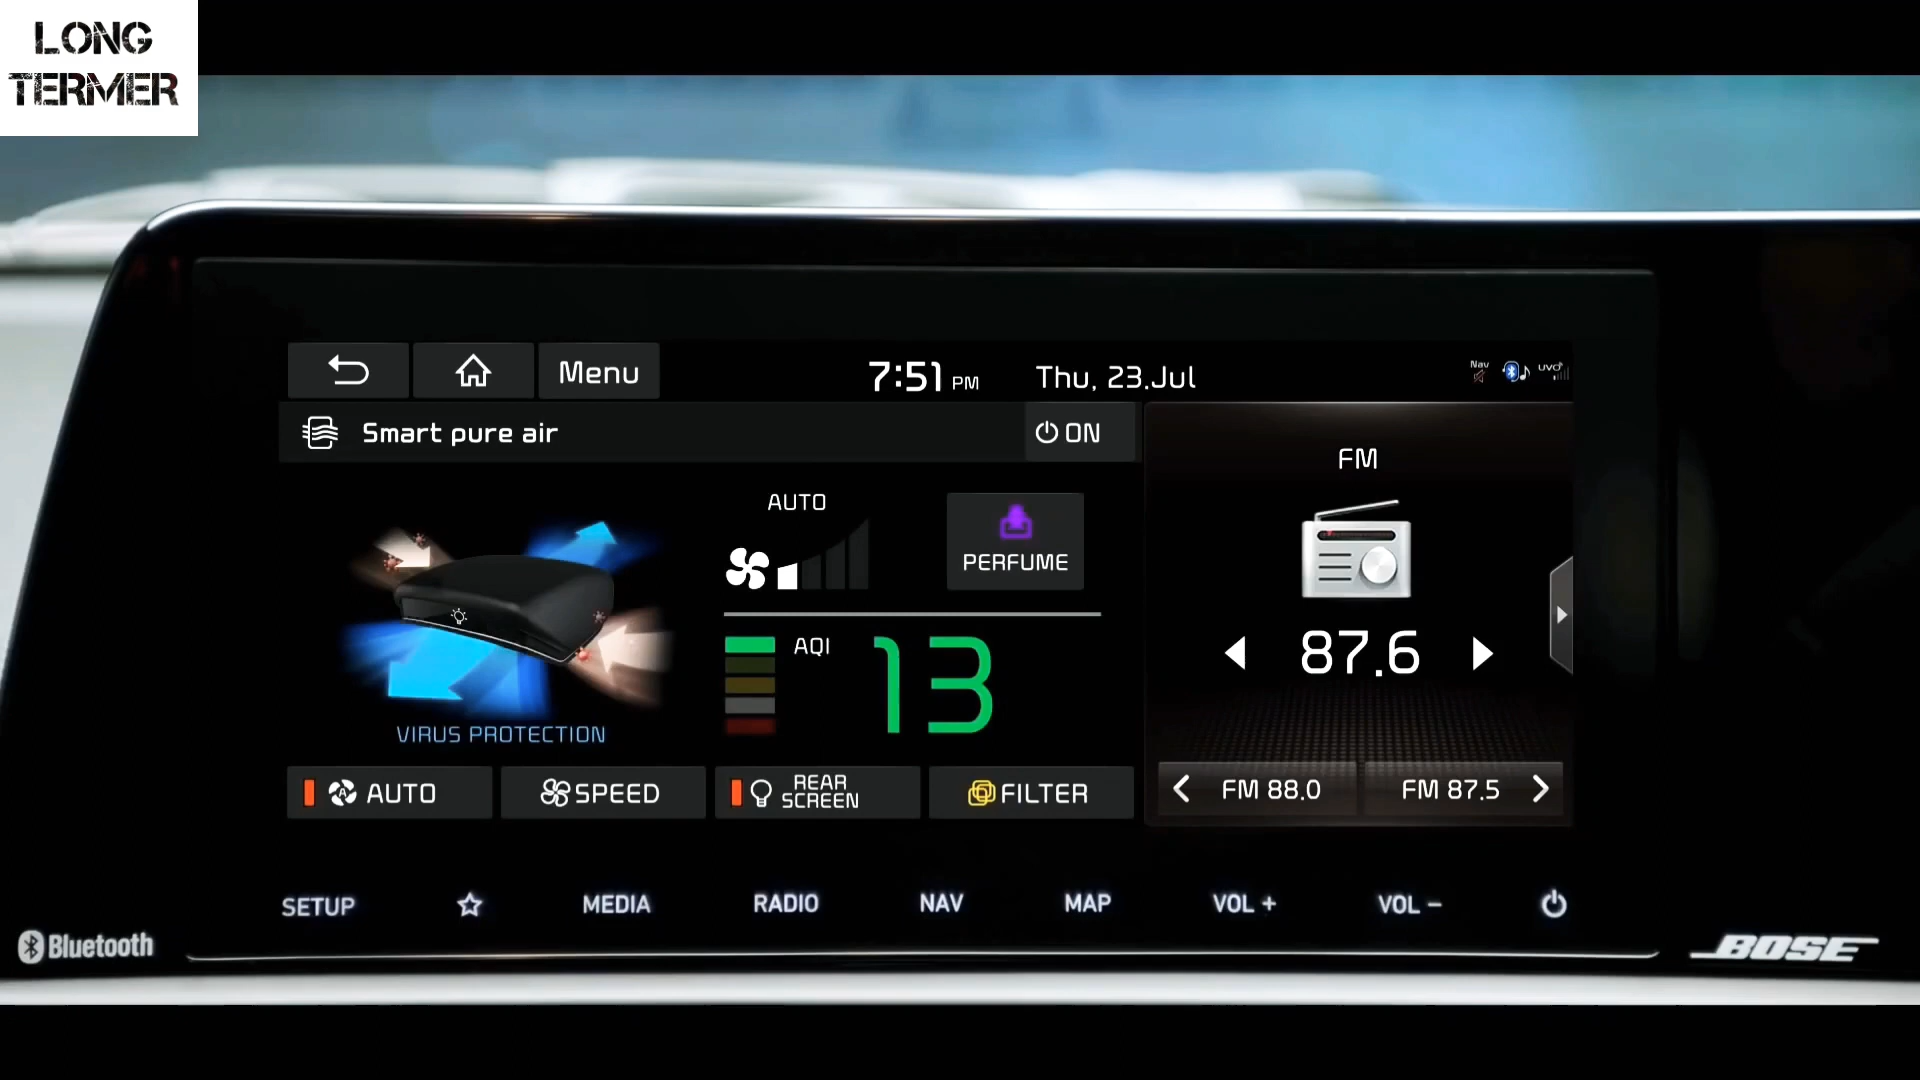 LONG
TERMER
Menu
7:51 PM
Thu, 23.Jul
Nav
UVO
Smart pure air
ON
FM
AUTO
PERFUME
AQI
13
87.6
VIRUS PROTECTION
AUTO
SPEED
REAR
SCREEN
FILTER
FM 88.0
FM 87.5
SETUP
MEDIA
RADIO
NAV
MAP
VOL +
VOL −
Bluetooth
BOSE